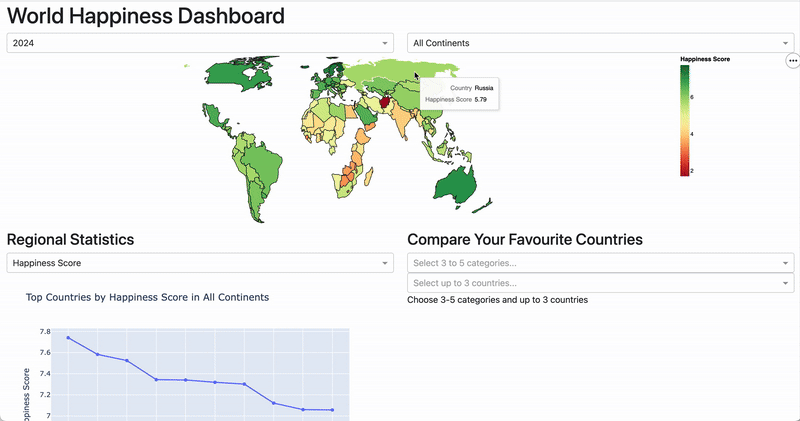 World Happiness Dashboard
2024
All Continents
Happiness Score
Country Russia
Happiness Score 5.79
6
4
2
Regional Statistics
Compare Your Favourite Countries
Happiness Score
Select 3 to 5 categories...
Select up to 3 countries...
Choose 3-5 categories and up to 3 countries
Top Countries by Happiness Score in All Continents
7.8
7.6
7.4
7.2
7